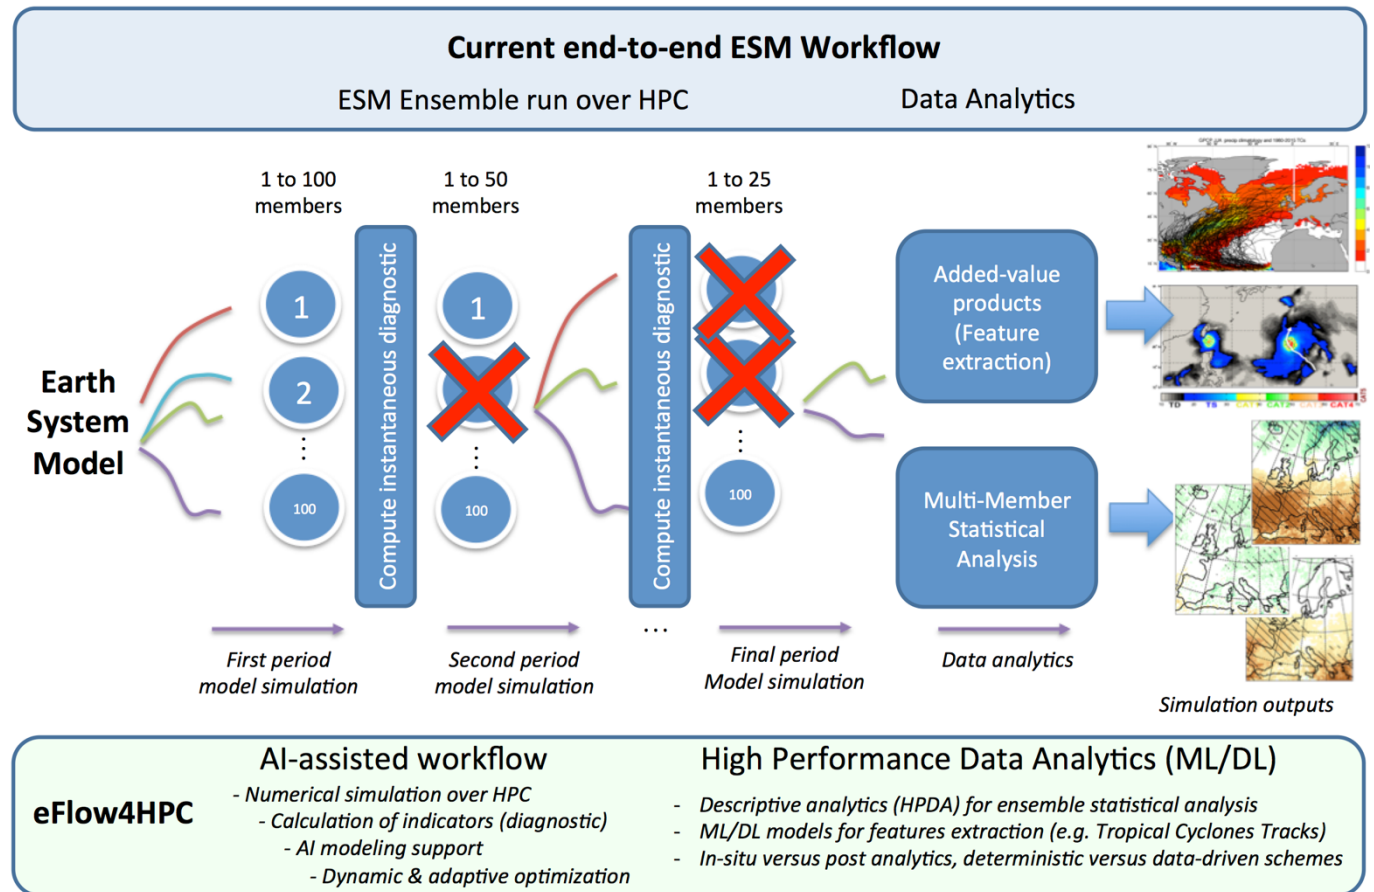 Current end-to-end ESM Workflow
ESM Ensemble run over HPC
Data Analytics
1 to 100
members
1 to 50
members
1 to 25
members
Earth
System
Model
1
2
⋮
100
Compute instantaneous diagnostic
1
⋮
100
Compute instantaneous diagnostic
⋮
100
Added-value
products
(Feature
extraction)
Multi-Member
Statistical
Analysis
TD TS CAT1 CAT2 CAT4
First period
model simulation
Second period
model simulation
...
Final period
Model simulation
Data analytics
Simulation outputs
eFlow4HPC
AI-assisted workflow
- Numerical simulation over HPC
- Calculation of indicators (diagnostic)
- AI modeling support
- Dynamic & adaptive optimization
High Performance Data Analytics (ML/DL)
- Descriptive analytics (HPDA) for ensemble statistical analysis
- ML/DL models for features extraction (e.g. Tropical Cyclones Tracks)
- In-situ versus post analytics, deterministic versus data-driven schemes